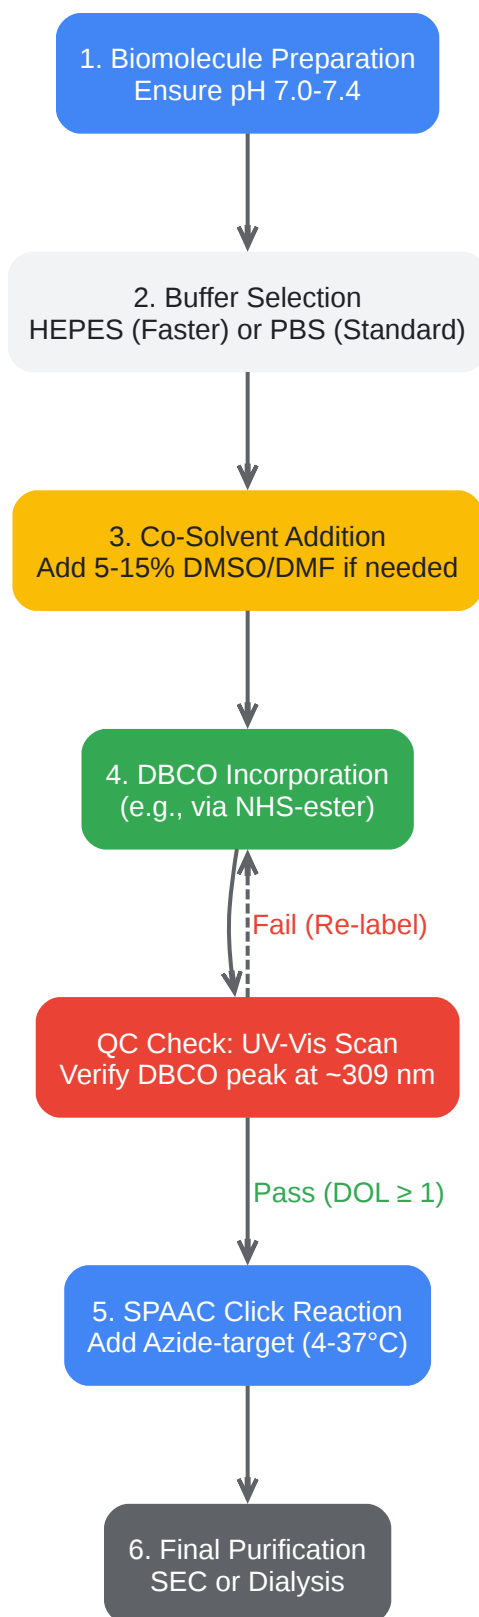 1. Biomolecule Preparation
Ensure pH 7.0-7.4
2. Buffer Selection
HEPES (Faster) or PBS (Standard)
3. Co-Solvent Addition
Add 5-15% DMSO/DMF if needed
4. DBCO Incorporation
(e.g., via NHS-ester)
Fail (Re-label)
QC Check: UV-Vis Scan
Verify DBCO peak at ~309 nm
Pass (DOL ≥ 1)
5. SPAAC Click Reaction
Add Azide-target (4-37°C)
6. Final Purification
SEC or Dialysis